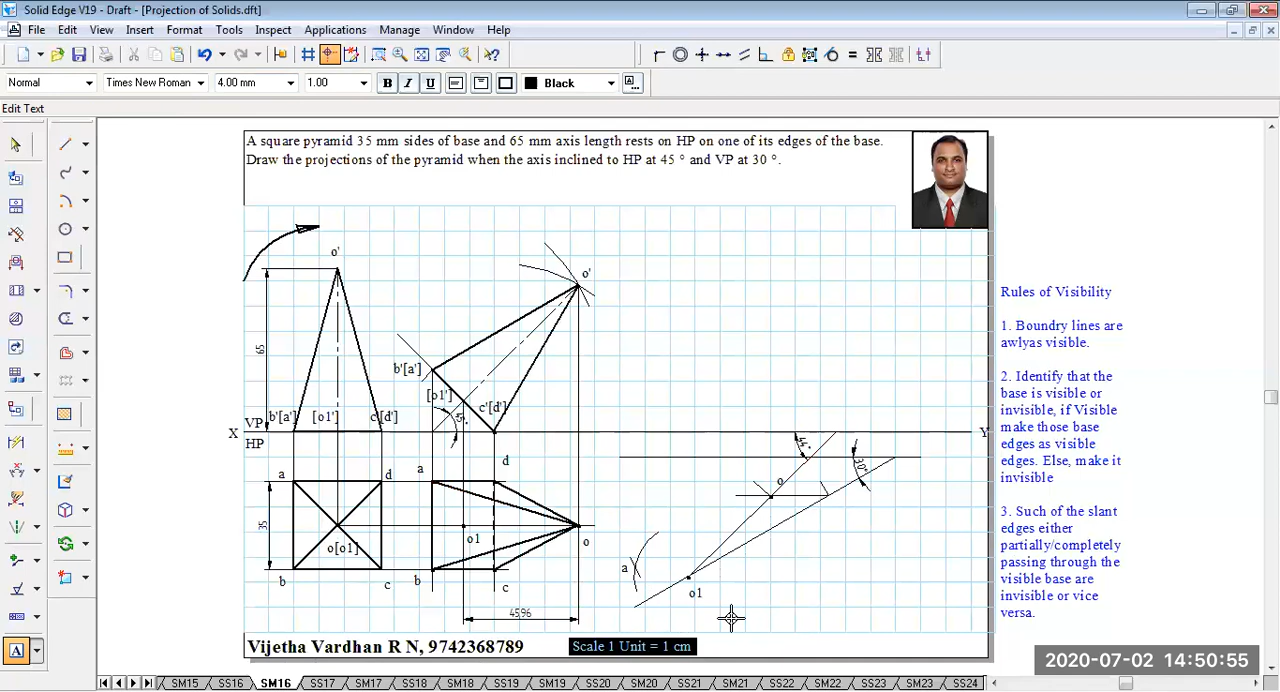 Solid Edge V19 - Draft - [Projection of Solids.dft]
File Edit View Insert Format Tools Inspect Applications Manage Window Help
Normal Times New Roman 4.00 mm 1.00 B I U Black
Edit Text
A square pyramid 35 mm sides of base and 65 mm axis length rests on HP on one of its edges of the base.
Draw the projections of the pyramid when the axis inclined to HP at 45 ° and VP at 30 °.
o'
o'
65
b'[a']
[o1']
c'[d']
45°
b'[a'] [o1'] c'[d']
X VP
HP
Y
44°
30°
a d a d
35
o[o1]
o1
o
b c b c
45,96
o
a
o1
Rules of Visibility
1. Boundry lines are
awlyas visible.
2. Identify that the
base is visible or
invisible, if Visible
make those base
edges as visible
edges. Else, make it
invisible
3. Such of the slant
edges either
partially/completely
passing through the
visible base are
invisible or vice
versa.
Vijetha Vardhan R N, 9742368789 Scale 1 Unit = 1 cm
2020-07-02 14:50:55
SM15 SS16 SM16 SS17 SM17 SS18 SM18 SS19 SM19 SS20 SM20 SS21 SM21 SS22 SM22 SS23 SM23 SS24